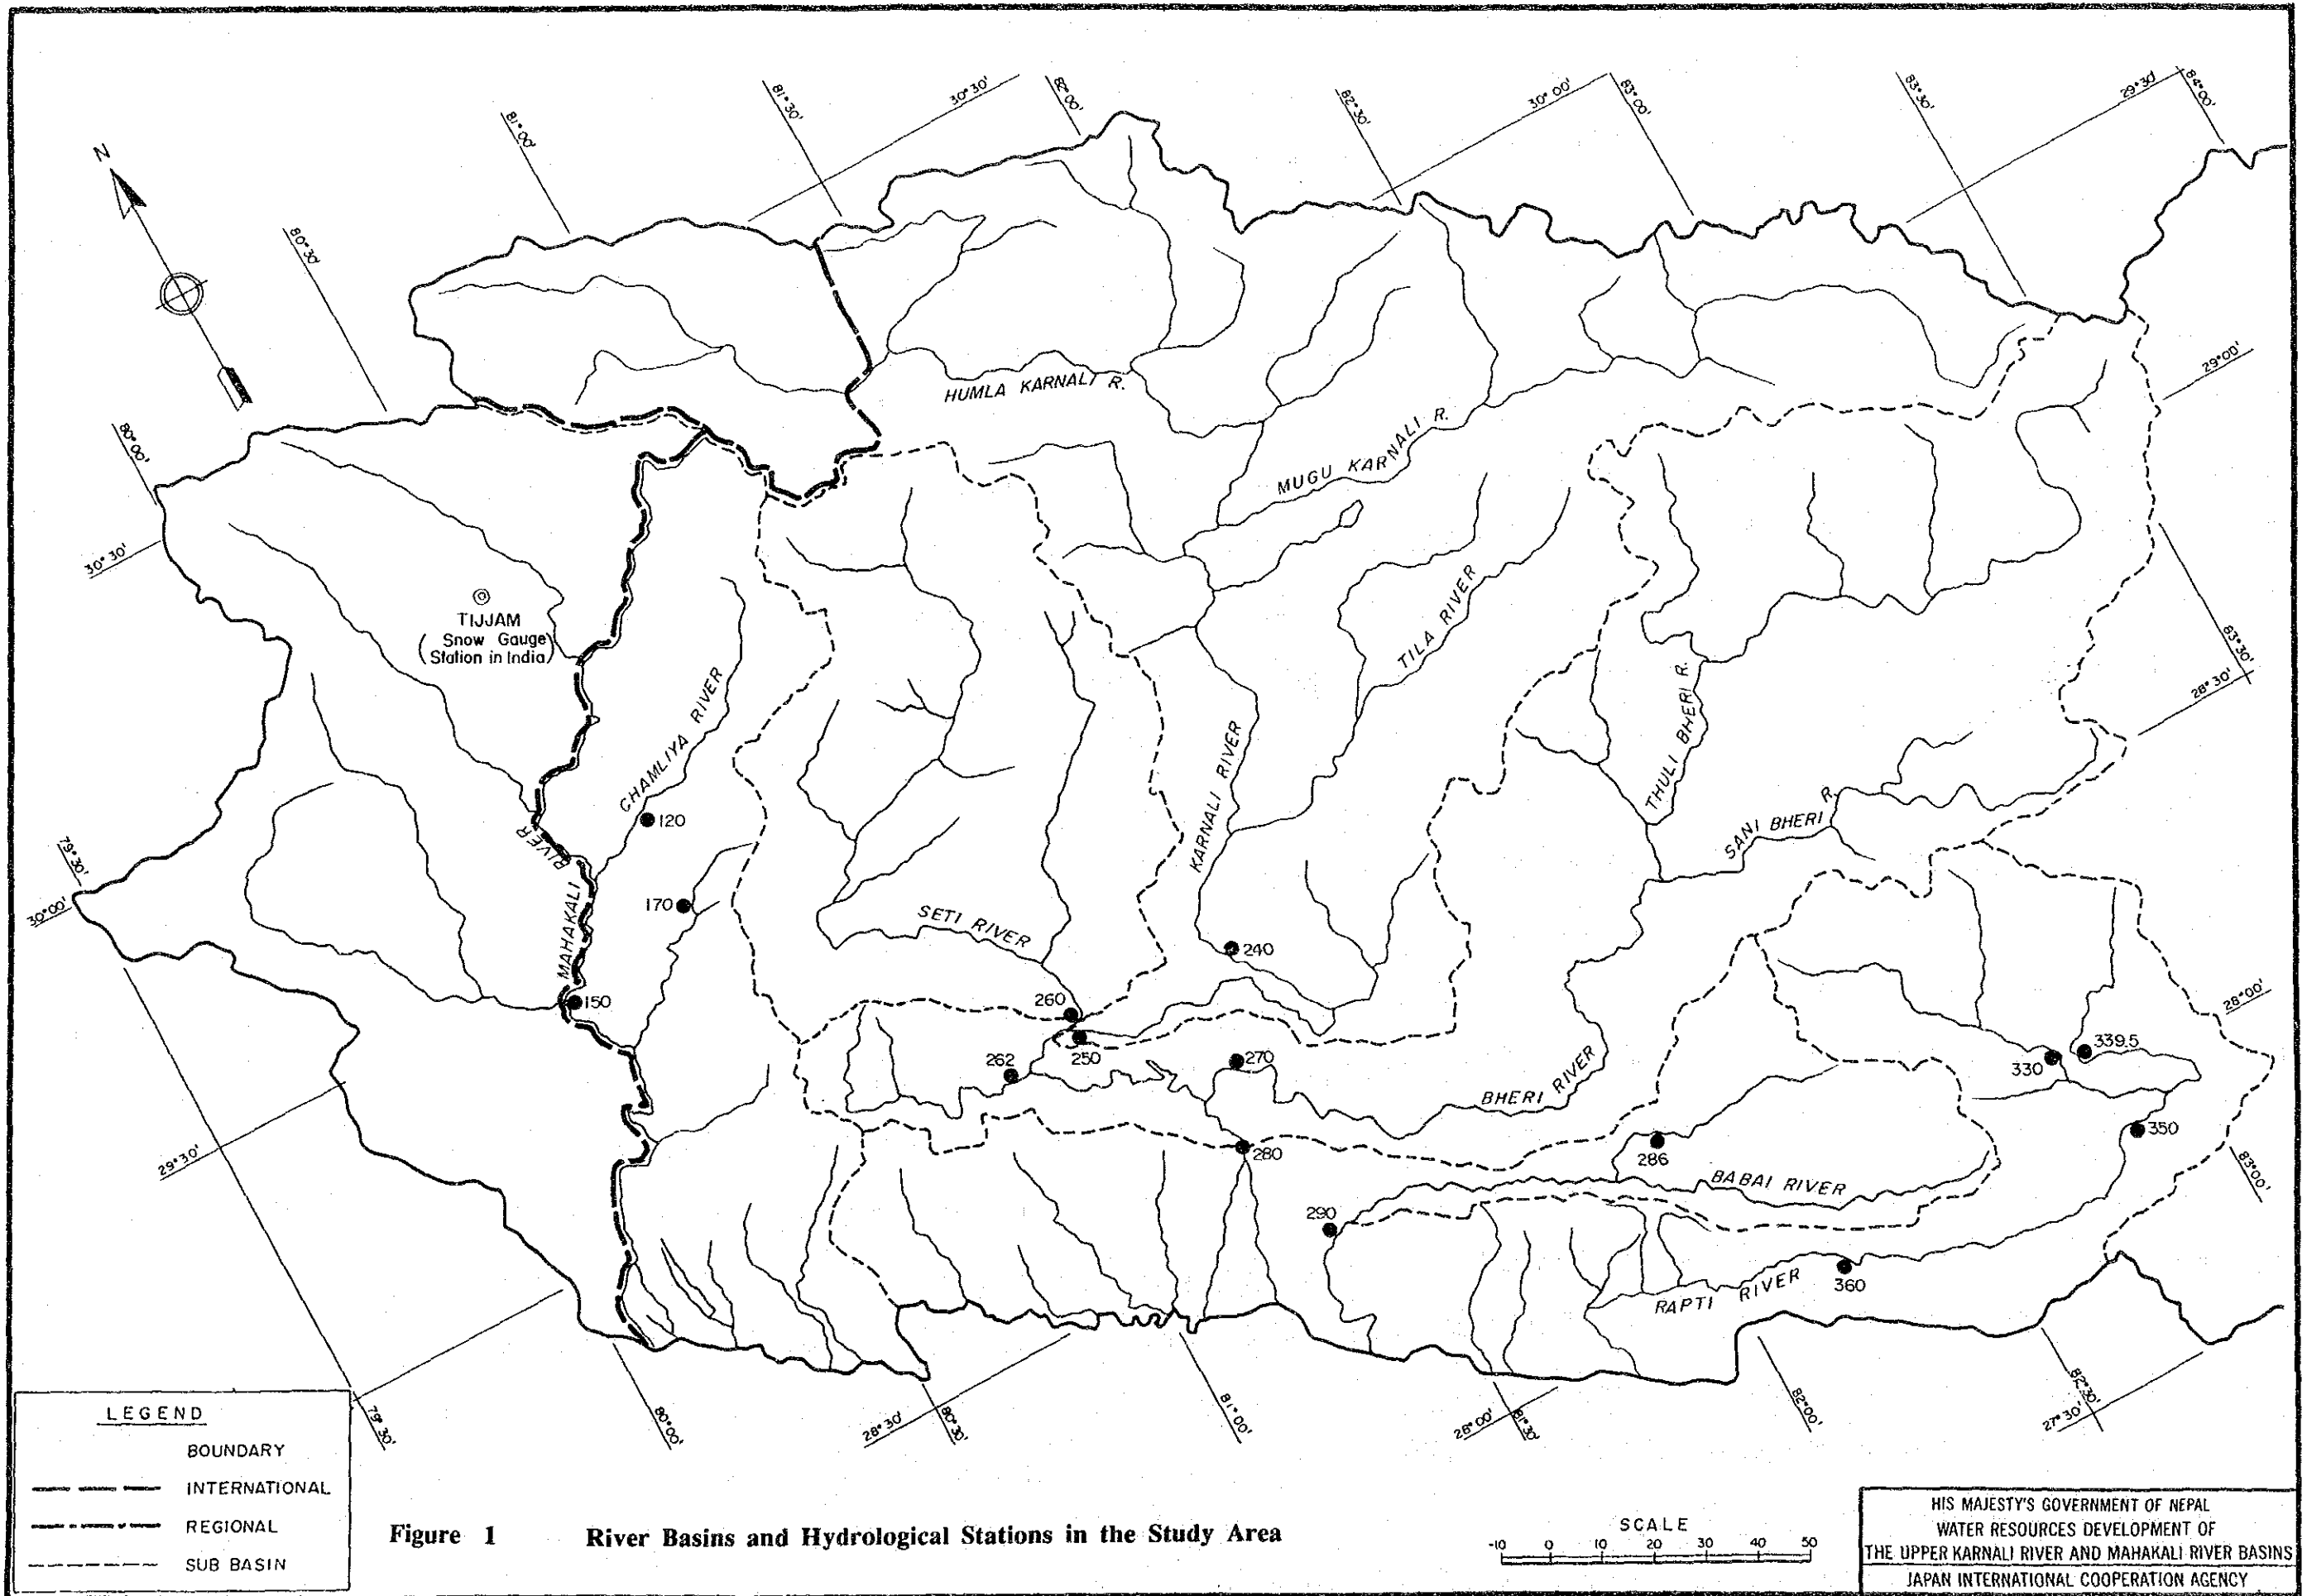 30°30'
82°00'
81°30'
81°00'
82°30'
30°00'
83°00'
83°30'
29°30'
84°00'
N
80°30'
80°00'
29°00'
HUMLA KARNALI R.
MUGU KARNALI R.
30°30'
TIJJAM
( Snow Gauge
Station in India)
TILA RIVER
83°30'
28°30'
CHAMLIYA RIVER
KARNALI RIVER
THULI BHERI R.
SANI BHERI R.
120
MAHAKALI RIVER
79°30'
30°00'
170
SETI RIVER
240
150
260
250
262
270
28°00'
339.5
330
BHERI RIVER
350
280
286
BABAI RIVER
83°00'
29°30'
290
360
RAPTI RIVER
79°30'
80°00'
28°30'
80°30'
81°00'
28°00'
81°30'
82°00'
82°30'
27°30'
LEGEND
BOUNDARY
INTERNATIONAL
REGIONAL
SUB BASIN
Figure 1 River Basins and Hydrological Stations in the Study Area
SCALE
-10 0 10 20 30 40 50
HIS MAJESTY'S GOVERNMENT OF NEPAL
WATER RESOURCES DEVELOPMENT OF
THE UPPER KARNALI RIVER AND MAHAKALI RIVER BASINS
JAPAN INTERNATIONAL COOPERATION AGENCY